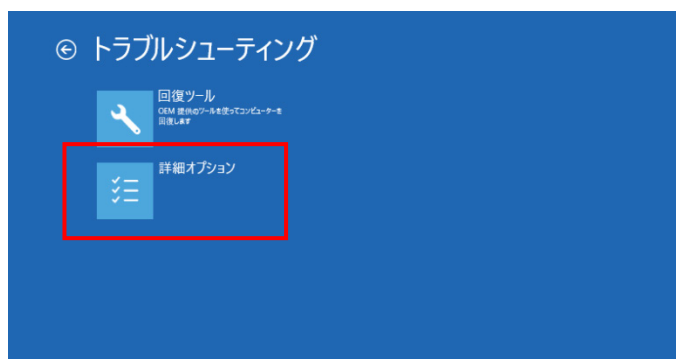 トラブルシューティング
回復ツール
OEM 提供のツールを使ってコンピューターを
回復します
詳細オプション